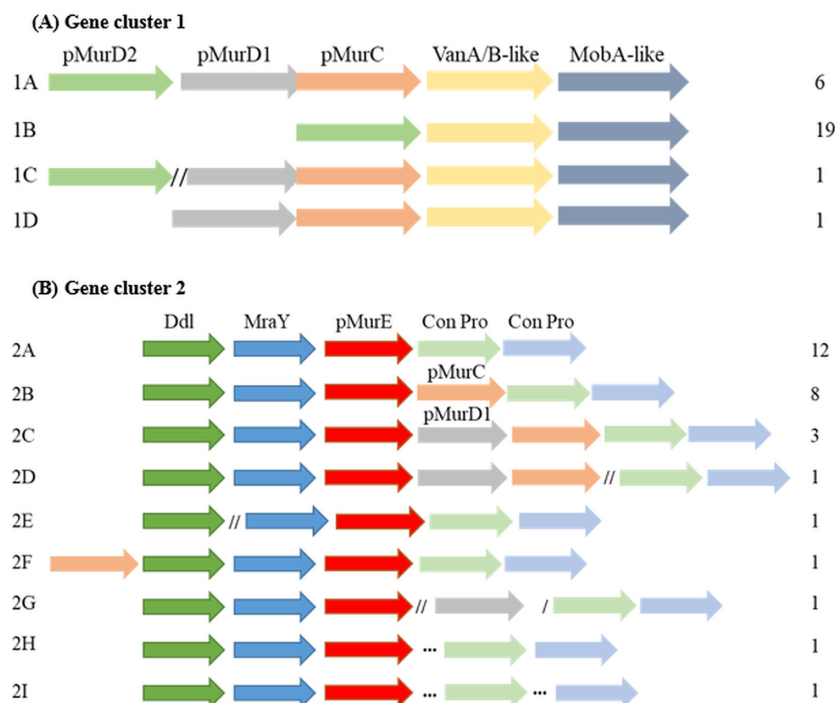 (A) Gene cluster 1
pMurD2 pMurD1 pMurC VanA/B-like MobA-like
1A 6
1B 19
1C // 1
1D 1
(B) Gene cluster 2
Ddl MraY pMurE Con Pro Con Pro
2A 12
pMurC
2B 8
pMurD1
2C 3
2D // 1
2E // 1
2F 1
2G // / 1
2H ... 1
2I ... ... 1